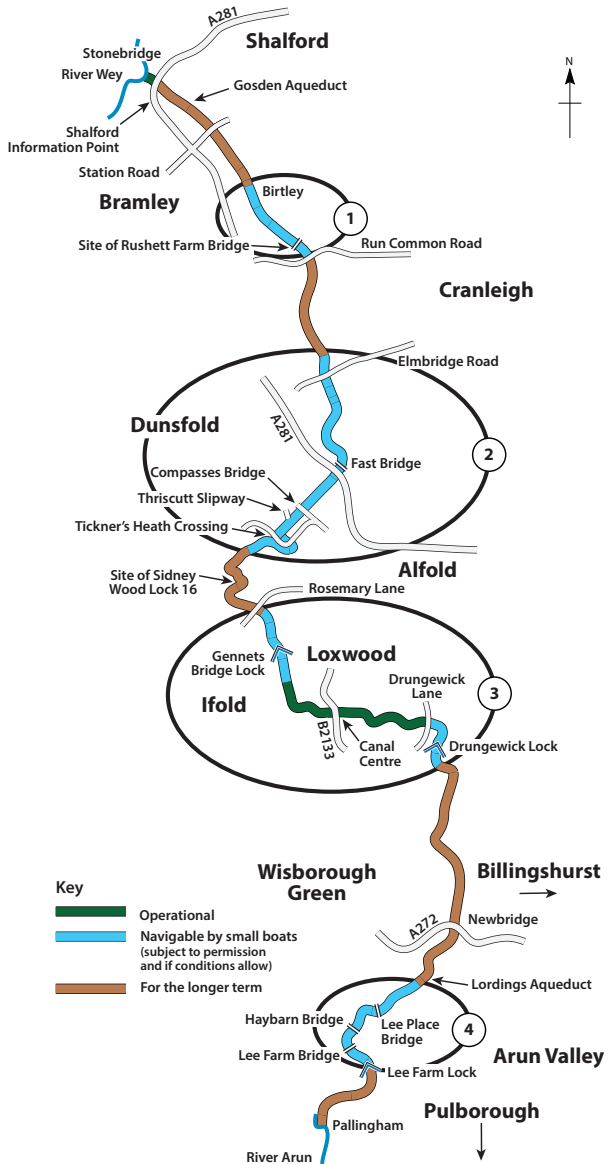 A281
Shalford
Stonebridge
River Wey
Gosden Aqueduct
N
Shalford
Information Point
Station Road
Bramley
Birtley
1
Site of Rushett Farm Bridge
Run Common Road
Cranleigh
Elmbridge Road
Dunsfold
A281
2
Fast Bridge
Compasses Bridge
Thriscutt Slipway
Tickner's Heath Crossing
Alfold
Site of Sidney
Wood Lock 16
Rosemary Lane
Gennets
Bridge Lock
Loxwood
Drungewick
Lane
3
Ifold
B2133
Canal
Centre
Drungewick Lock
Wisborough
Green
Billingshurst
Key
Operational
Navigable by small boats
(subject to permission
and if conditions allow)
For the longer term
A272
Newbridge
Lordings Aqueduct
Haybarn Bridge
Lee Place
Bridge
4
Lee Farm Bridge
Arun Valley
Lee Farm Lock
Pulborough
Pallingham
River Arun